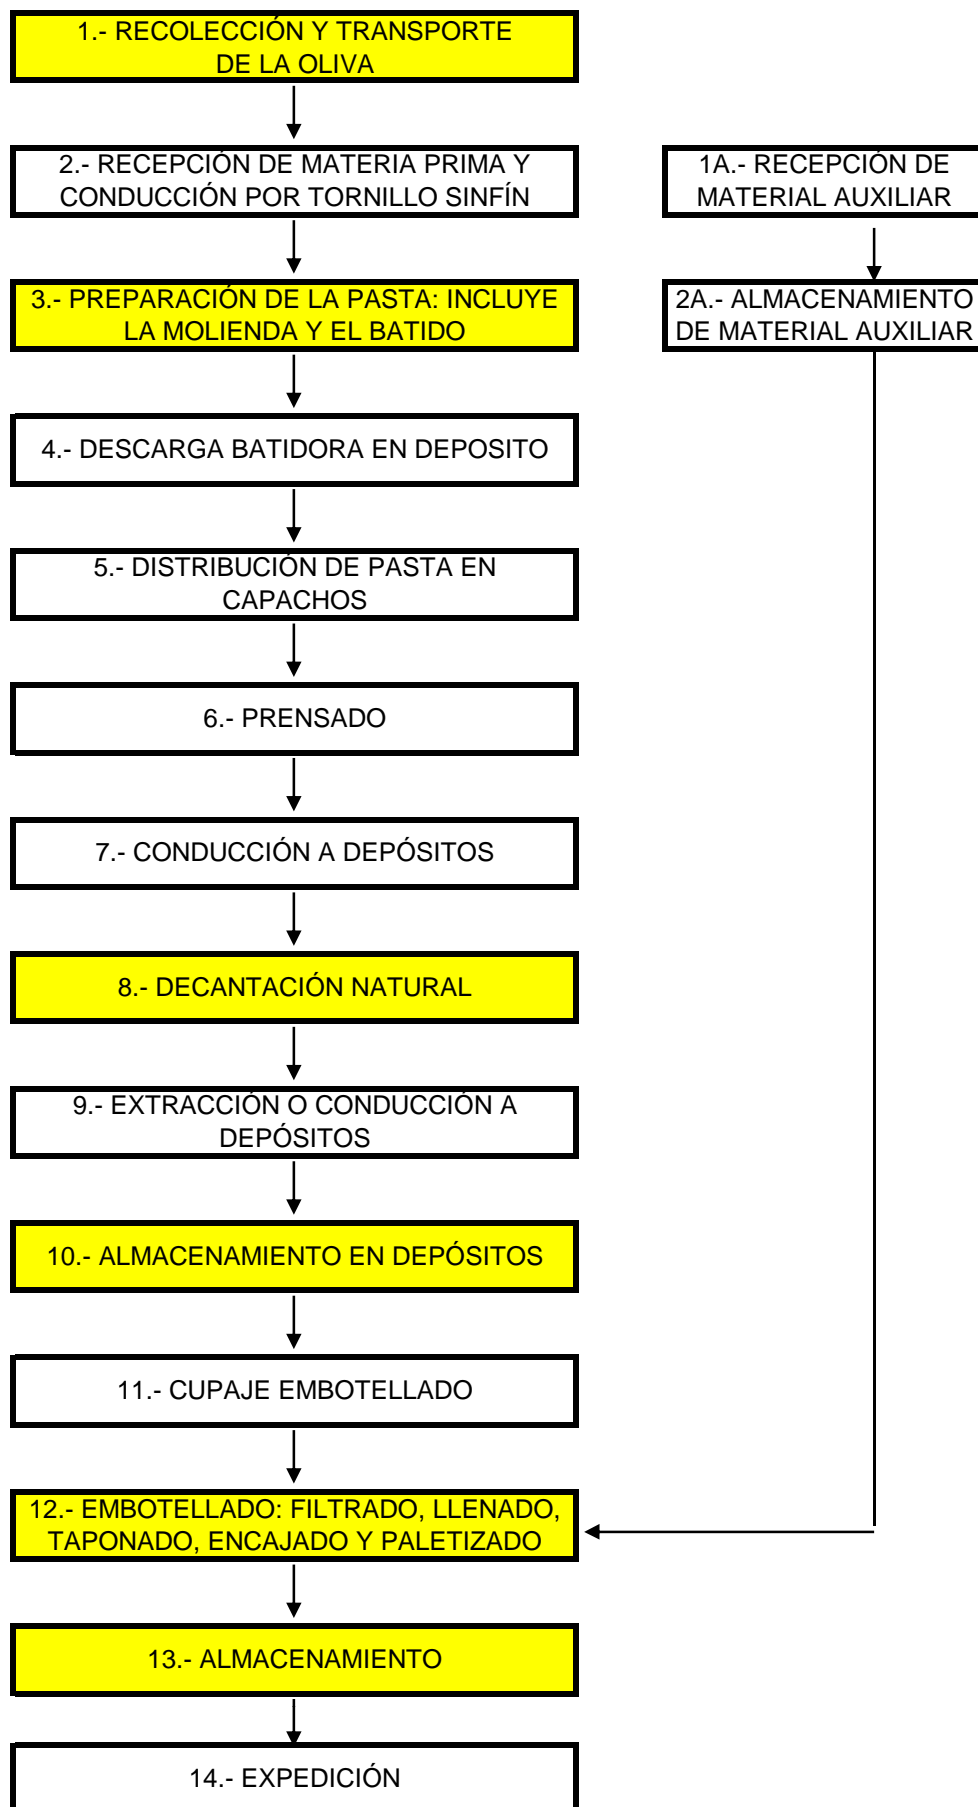 1.- RECOLECCIÓN Y TRANSPORTE
DE LA OLIVA
2.- RECEPCIÓN DE MATERIA PRIMA Y
CONDUCCIÓN POR TORNILLO SINFÍN
1A.- RECEPCIÓN DE
MATERIAL AUXILIAR
3.- PREPARACIÓN DE LA PASTA: INCLUYE
LA MOLIENDA Y EL BATIDO
2A.- ALMACENAMIENTO
DE MATERIAL AUXILIAR
4.- DESCARGA BATIDORA EN DEPOSITO
5.- DISTRIBUCIÓN DE PASTA EN
CAPACHOS
6.- PRENSADO
7.- CONDUCCIÓN A DEPÓSITOS
8.- DECANTACIÓN NATURAL
9.- EXTRACCIÓN O CONDUCCIÓN A
DEPÓSITOS
10.- ALMACENAMIENTO EN DEPÓSITOS
11.- CUPAJE EMBOTELLADO
12.- EMBOTELLADO: FILTRADO, LLENADO,
TAPONADO, ENCAJADO Y PALETIZADO
13.- ALMACENAMIENTO
14.- EXPEDICIÓN